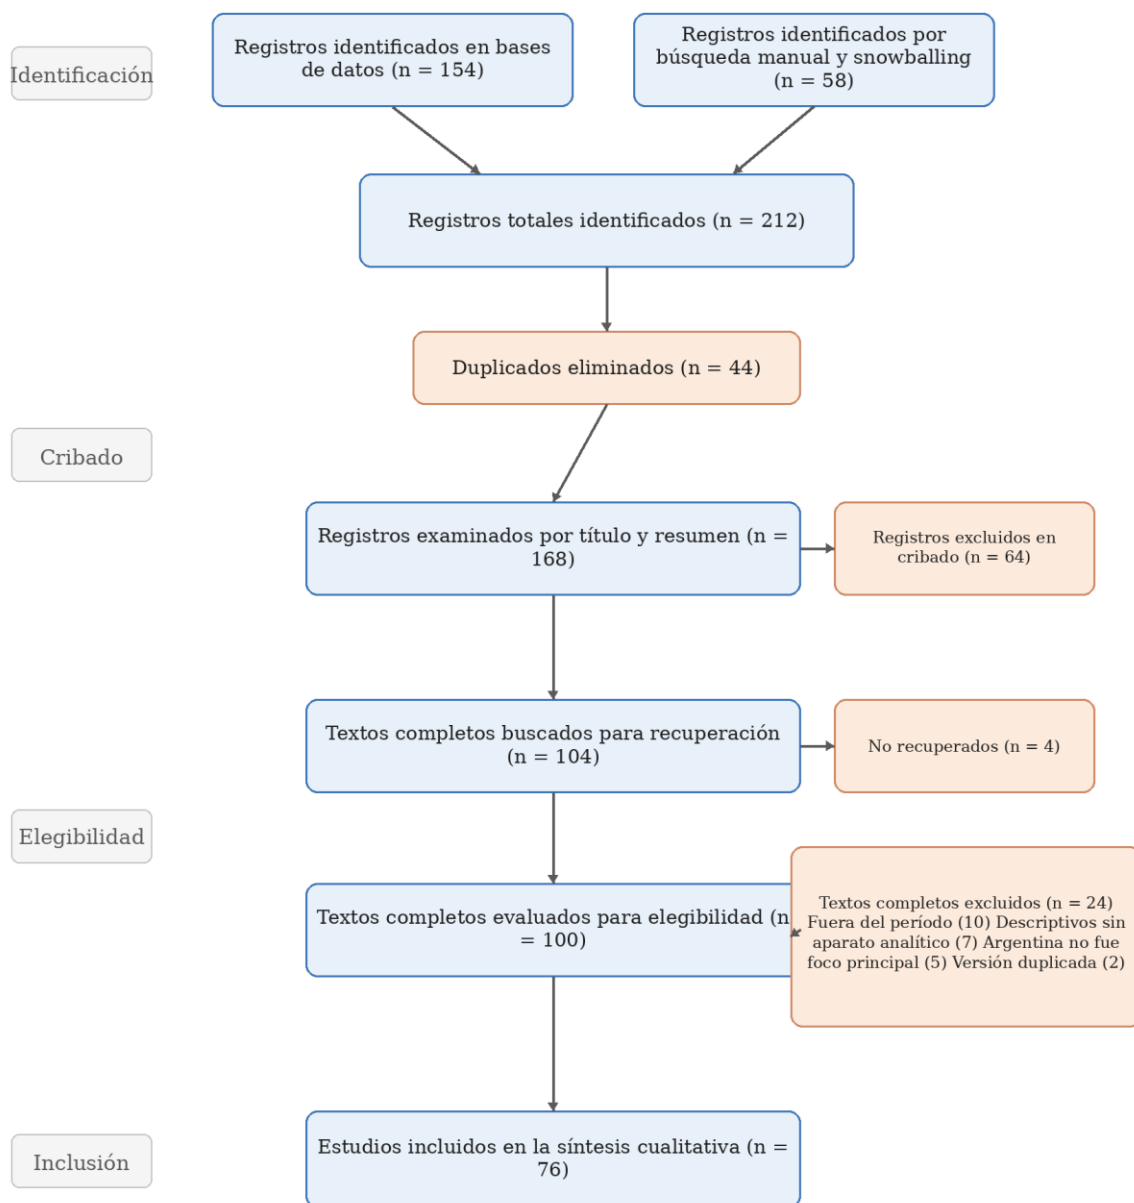 Identificación
Registros identificados en bases
de datos (n = 154)
Registros identificados por
búsqueda manual y snowballing
(n = 58)
Registros totales identificados (n = 212)
Duplicados eliminados (n = 44)
Cribado
Registros examinados por título y resumen (n =
168)
Registros excluidos en
cribado (n = 64)
Textos completos buscados para recuperación
(n = 104)
No recuperados (n = 4)
Elegibilidad
Textos completos evaluados para elegibilidad (n
= 100)
Textos completos excluidos (n = 24)
Fuera del período (10) Descriptivos sin
aparato analítico (7) Argentina no fue
foco principal (5) Versión duplicada (2)
Inclusión
Estudios incluidos en la síntesis cualitativa (n =
76)